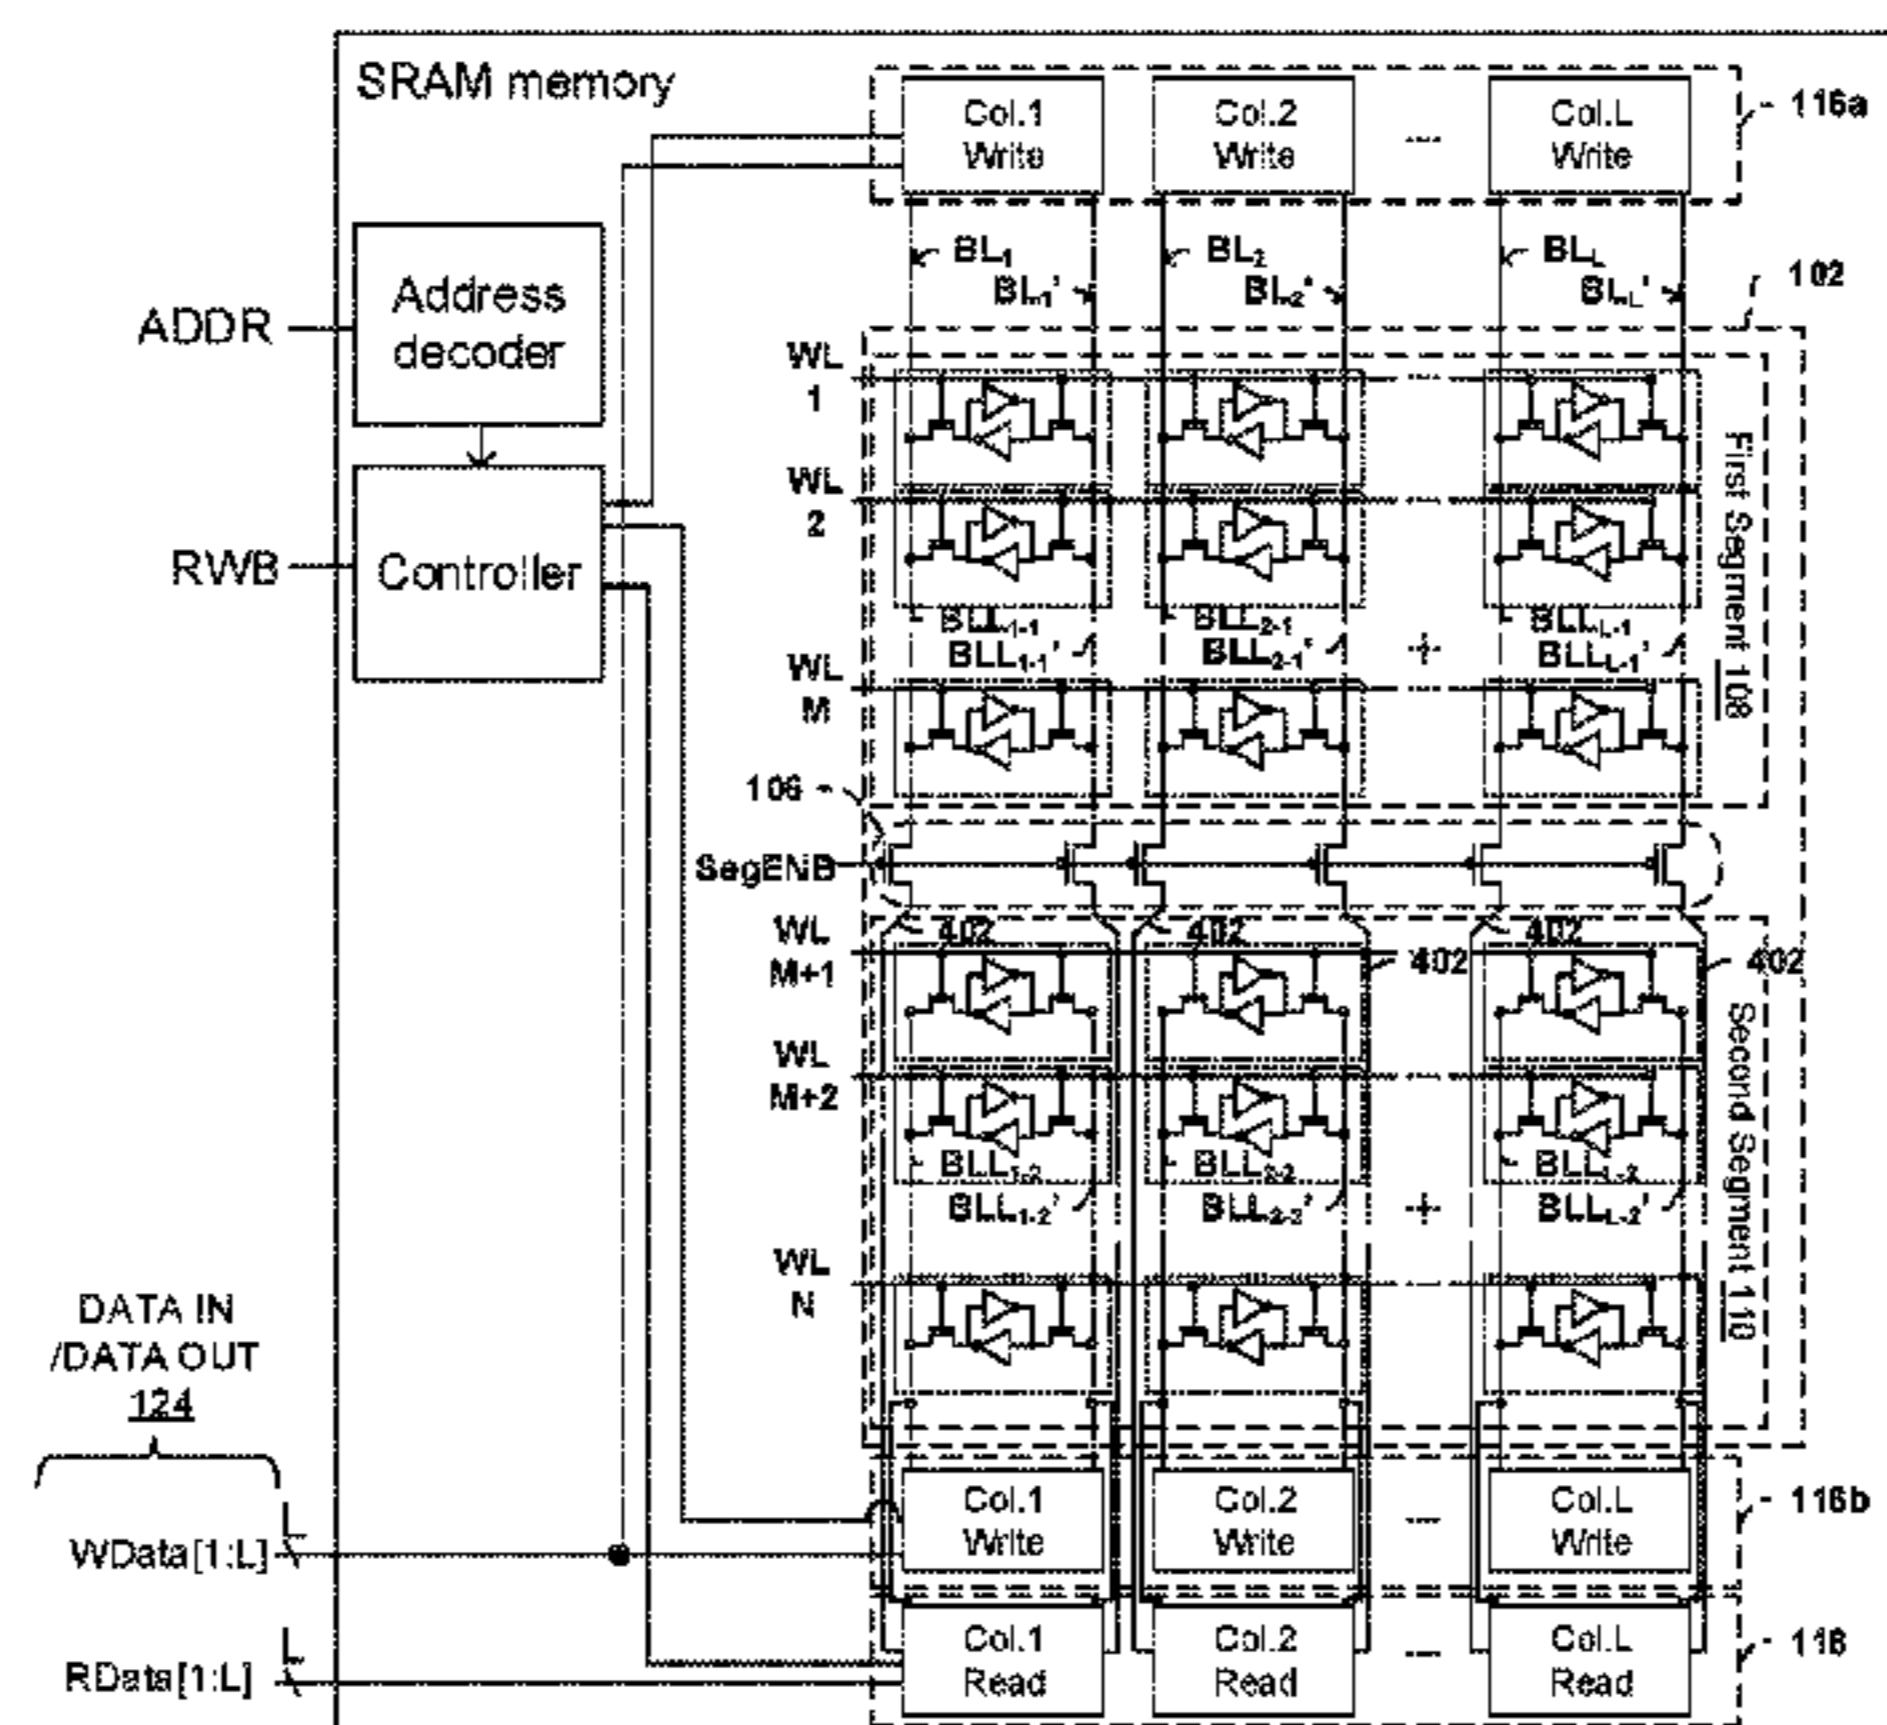 SRAM memory
Col.1
Write
Col.2
Write
...
Col.L
Write
116a
BL1
BL1'
BL2
BL2'
BLL
BLL'
102
ADDR
Address
decoder
RWB
Controller
WL
1
WL
2
BLL1-1
BLL1-1'
BLL2-1
BLL2-1'
BLLL-1
BLLL-1'
WL
M
First Segment 108
106
SegENB
402
402
402
WL
M+1
402
402
WL
M+2
BLL1-2
BLL1-2'
BLL2-2
BLL2-2'
BLLL-2
BLLL-2'
WL
N
Second Segment 110
DATA IN
/DATA OUT
124
L
WData[1:L]
Col.1
Write
Col.2
Write
...
Col.L
Write
116b
L
RData[1:L]
Col.1
Read
Col.2
Read
...
Col.L
Read